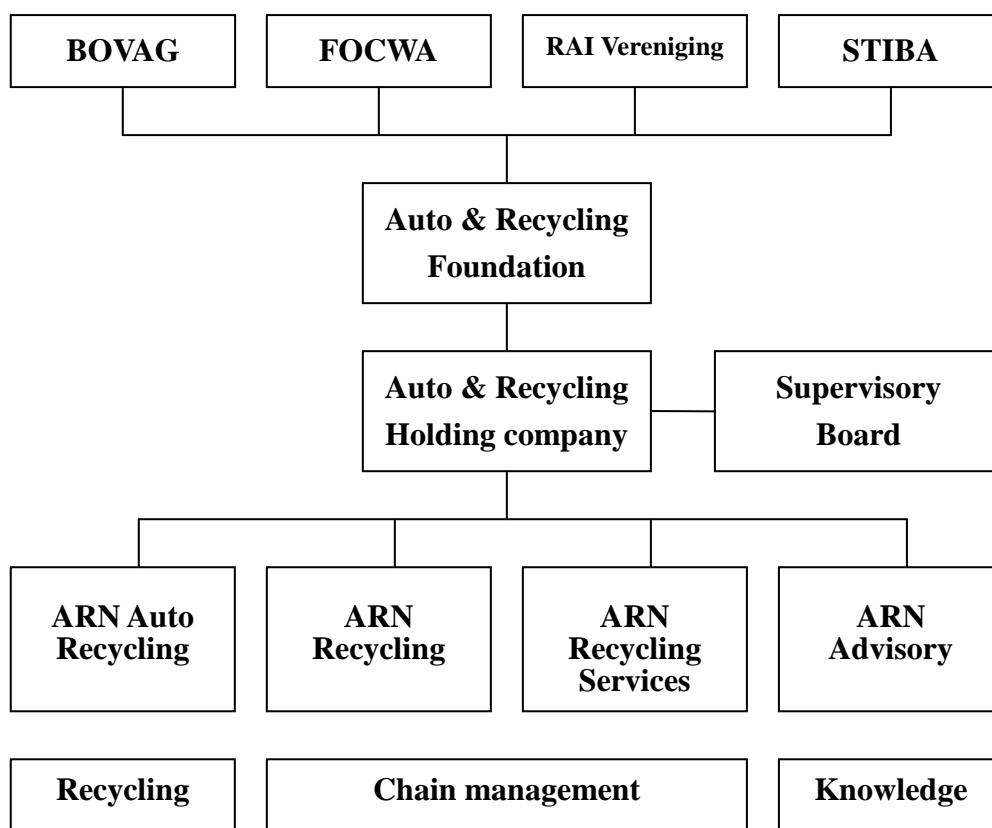 BOVAG
FOCWA
RAI Vereniging
STIBA
Auto & Recycling
Foundation
Auto & Recycling
Holding company
Supervisory
Board
ARN Auto
Recycling
ARN
Recycling
ARN
Recycling
Services
ARN
Advisory
Recycling
Chain management
Knowledge